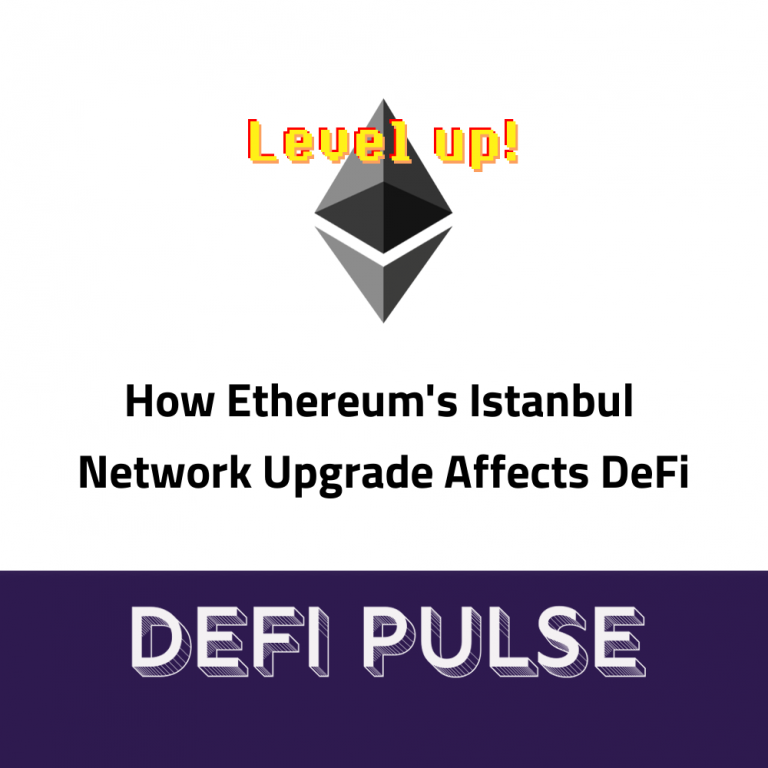 Level up!
How Ethereum's Istanbul
Network Upgrade Affects DeFi
DEFI PULSE